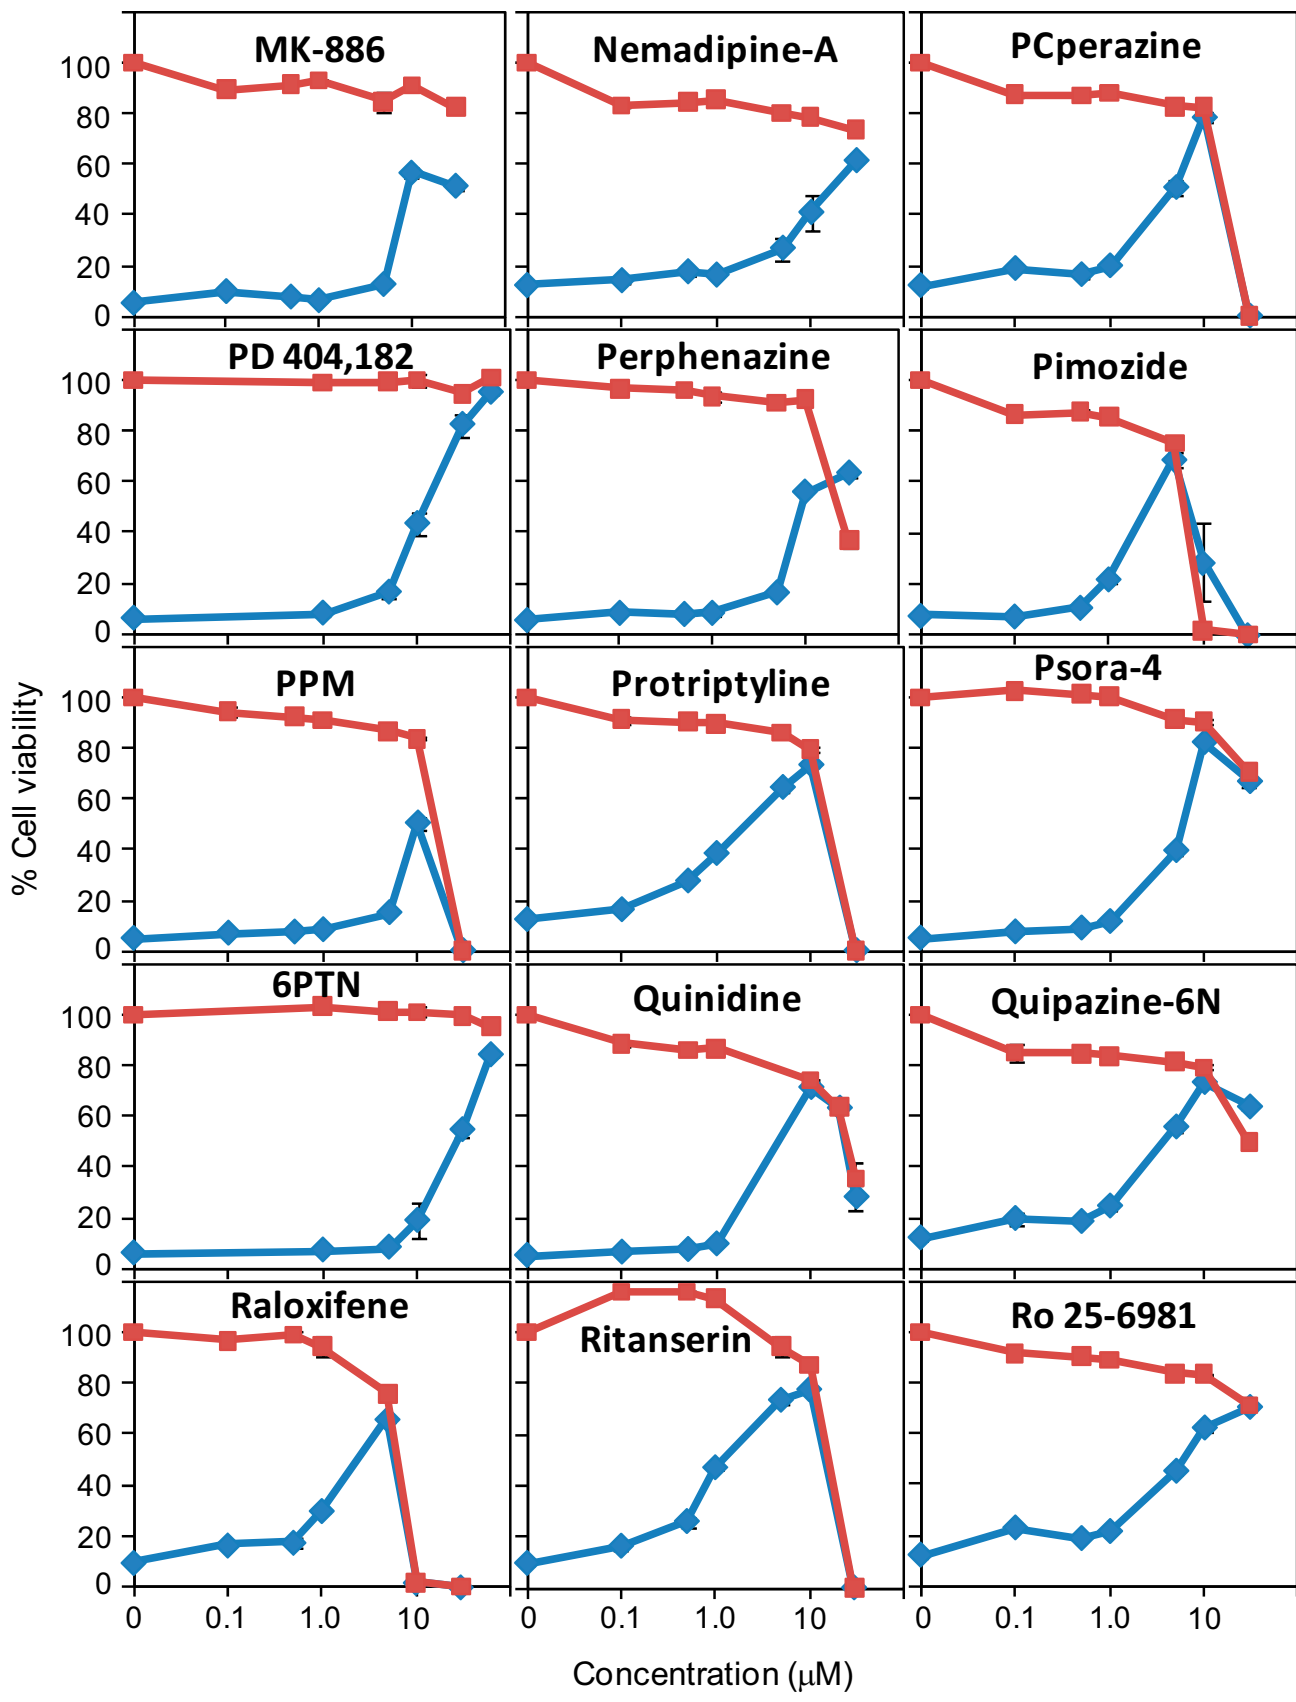 MK-886
Nemadipine-A
PCperazine
100
80
60
40
20
0
PD 404,182
Perphenazine
Pimozide
100
80
60
40
20
0
PPM
Protriptyline
Psora-4
100
80
60
40
20
0
% Cell viability
6PTN
Quinidine
Quipazine-6N
100
80
60
40
20
0
Raloxifene
Ritanserin
Ro 25-6981
100
80
60
40
20
0
0 0.1 1.0 10
0 0.1 1.0 10
0 0.1 1.0 10
Concentration (μM)